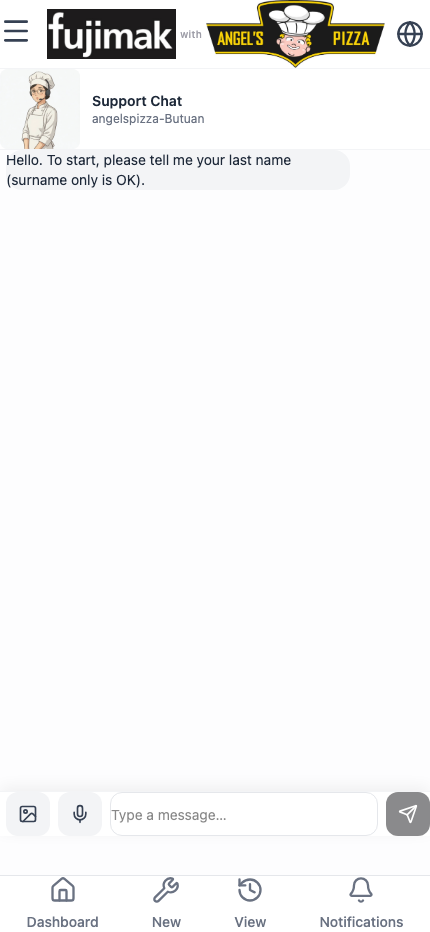 fujimak with ANGEL'S PIZZA
Support Chat
angelspizza-Butuan
Hello. To start, please tell me your last name
(surname only is OK).
Type a message...
Dashboard New View Notifications